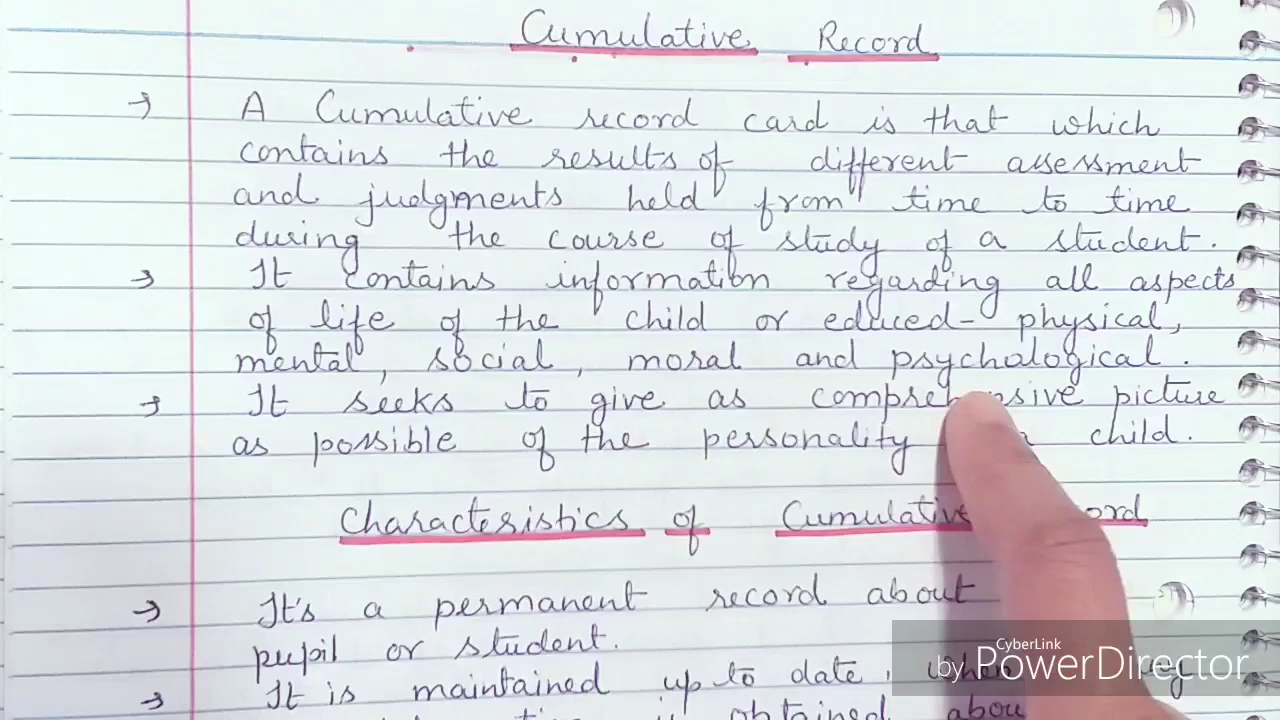 Cumulative Record
→ A Cumulative record card is that which
contains the results of different assessment
and judgments held from time to time
during the course of study of a student.
→ It contains information regarding all aspects
of life of the child or educed- physical,
mental, social, moral and psychological.
→ It seeks to give as comprehensive picture
as possible of the personality child.
Characteristics of Cumulative
→ It's a permanent record about
pupil or student.
→ It is maintained up to date,
obtained
CyberLink
by PowerDirector